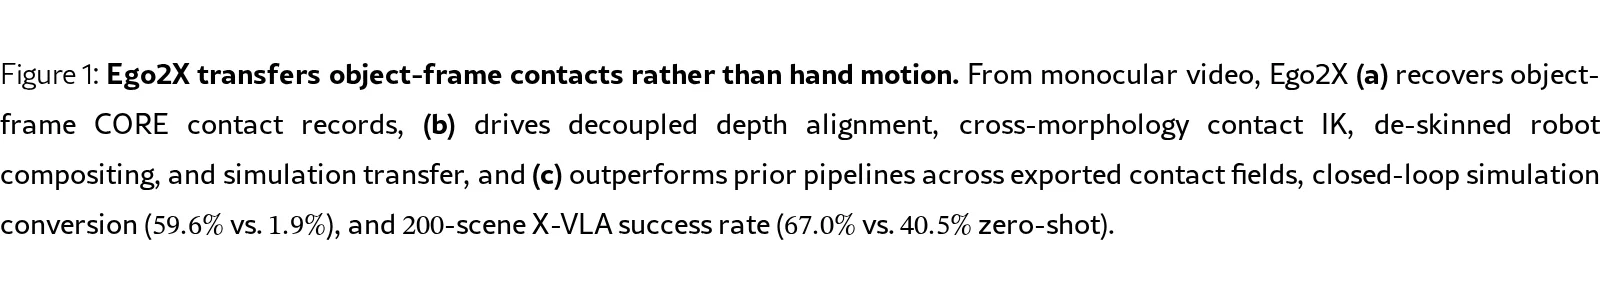 Figure 1: Ego2X transfers object-frame contacts rather than hand motion. From monocular video, Ego2X (a) recovers object-
frame CORE contact records, (b) drives decoupled depth alignment, cross-morphology contact IK, de-skinned robot
compositing, and simulation transfer, and (c) outperforms prior pipelines across exported contact fields, closed-loop simulation
conversion (59.6% vs. 1.9%), and 200-scene X-VLA success rate (67.0% vs. 40.5% zero-shot).